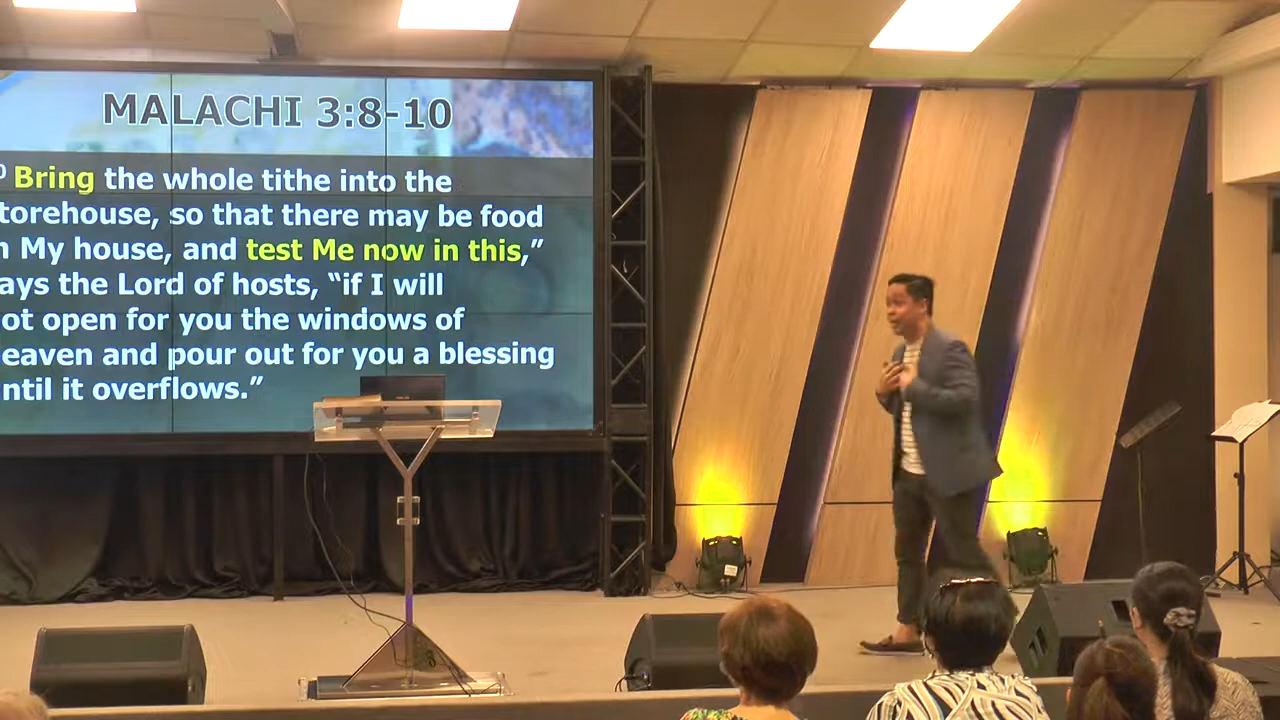 MALACHI 3:8-10
0 Bring the whole tithe into the
torehouse, so that there may be food
n My house, and test Me now in this,”
ays the Lord of hosts, “if I will
ot open for you the windows of
eaven and pour out for you a blessing
ntil it overflows.”